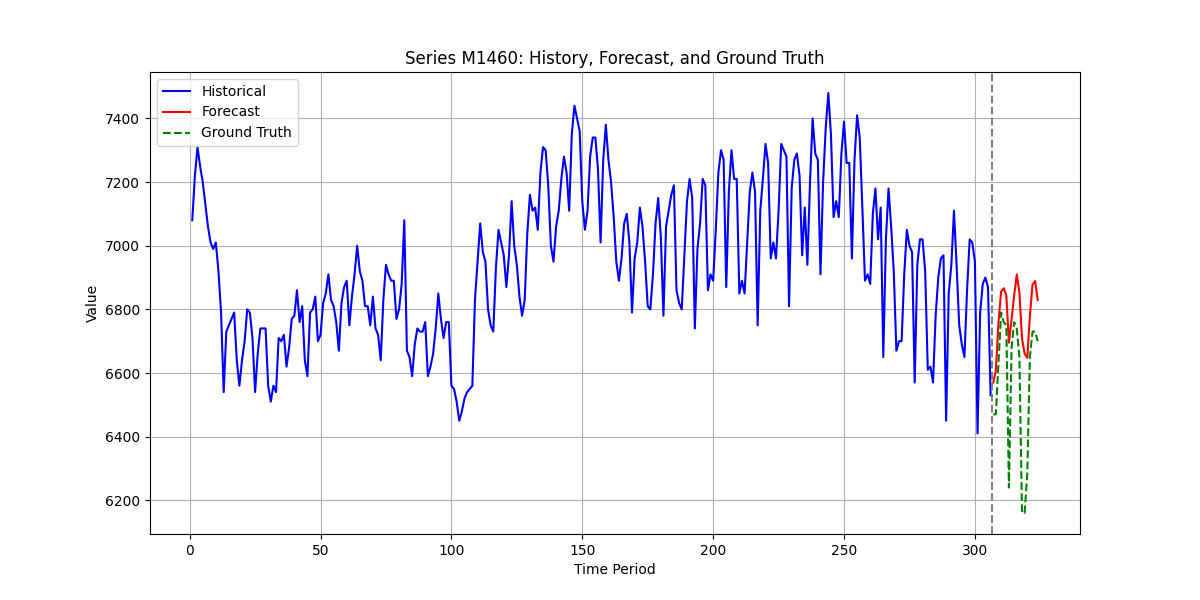 Series M1460: History, Forecast, and Ground Truth
Historical
Forecast
Ground Truth
Value
7400
7200
7000
6800
6600
6400
6200
0 50 100 150 200 250 300
Time Period